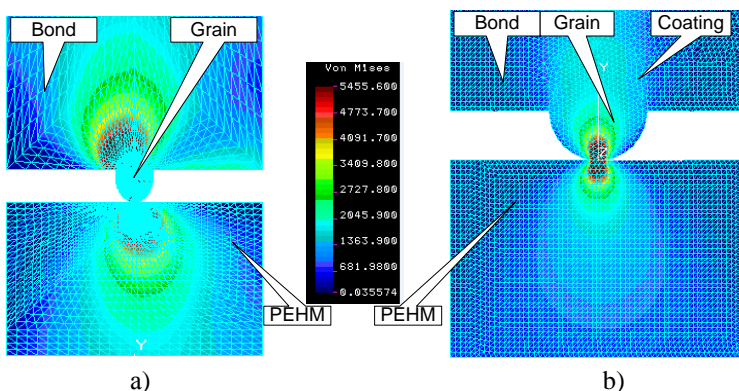 Bond
Grain
Von Mises
5455.600
4773.700
4091.700
3409.800
2727.800
2045.900
1363.900
681.9800
0.035574
PEHM
Y
a)
Bond
Grain
Coating
Y
Z
PEHM
b)